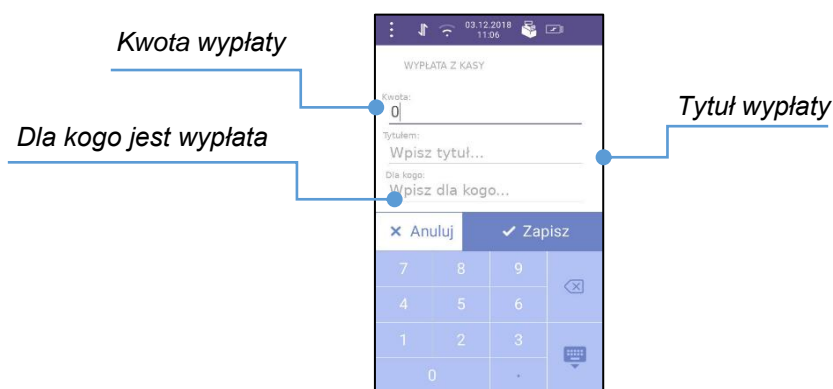 Kwota wypłaty
Dla kogo jest wypłata
Tytuł wypłaty
03.12.2018
11:06
WYPŁATA Z KASY
Kwota:
0
Tytułem:
Wpisz tytuł...
Dla kogo:
Wpisz dla kogo...
Anuluj Zapisz
7 8 9
4 5 6
1 2 3
0 .